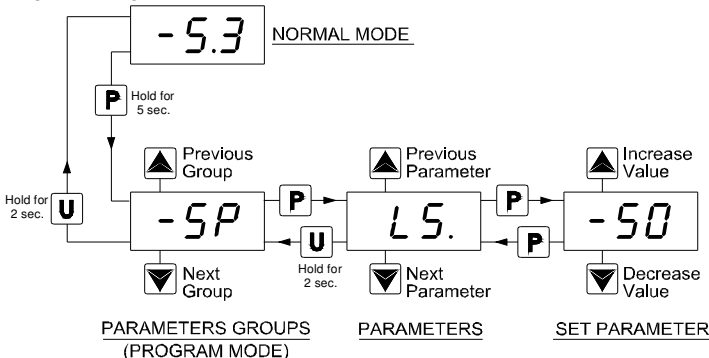 -5.3
NORMAL MODE
P
Hold for
5 sec.
Previous
Group
Previous
Parameter
Increase
Value
Hold for
2 sec.
U
-SP
P
U
Hold for
2 sec.
LS.
P
P
-50
Next
Group
Next
Parameter
Decrease
Value
PARAMETERS GROUPS
(PROGRAM MODE)
PARAMETERS
SET PARAMETER